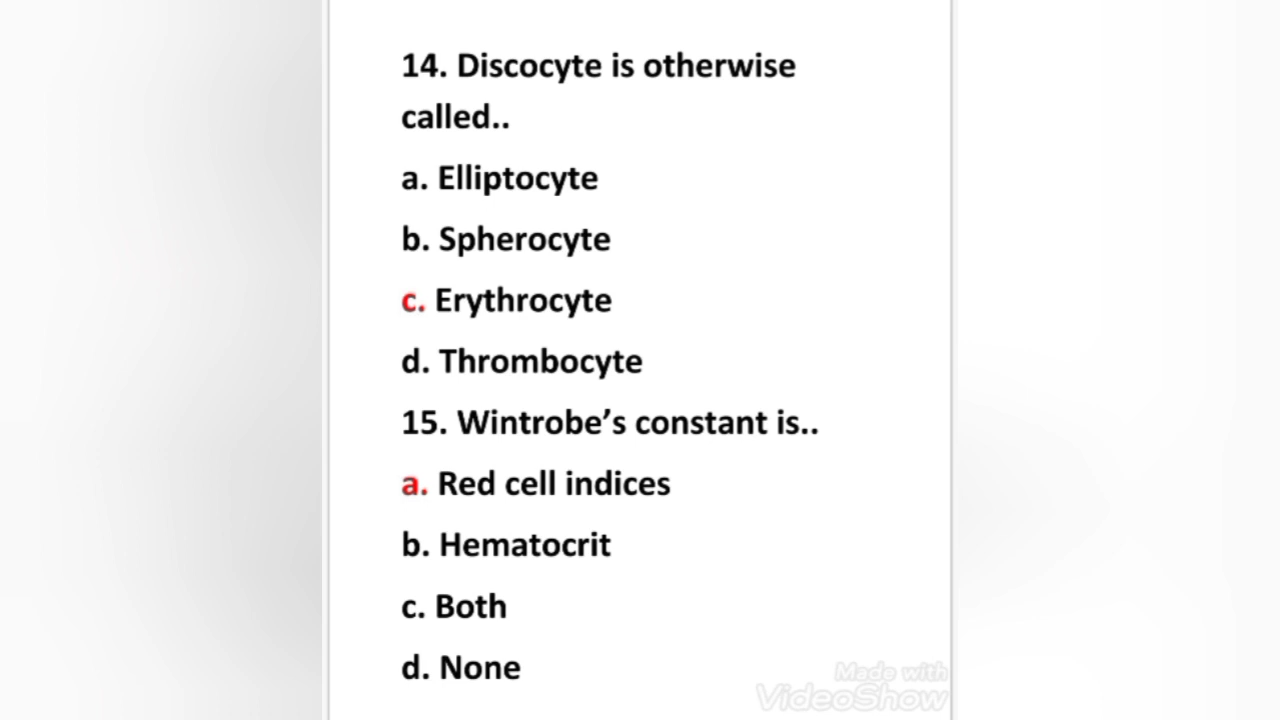 14. Discocyte is otherwise
called..
a. Elliptocyte
b. Spherocyte
c. Erythrocyte
d. Thrombocyte
15. Wintrobe’s constant is..
a. Red cell indices
b. Hematocrit
c. Both
d. None
Made with
VideoShow